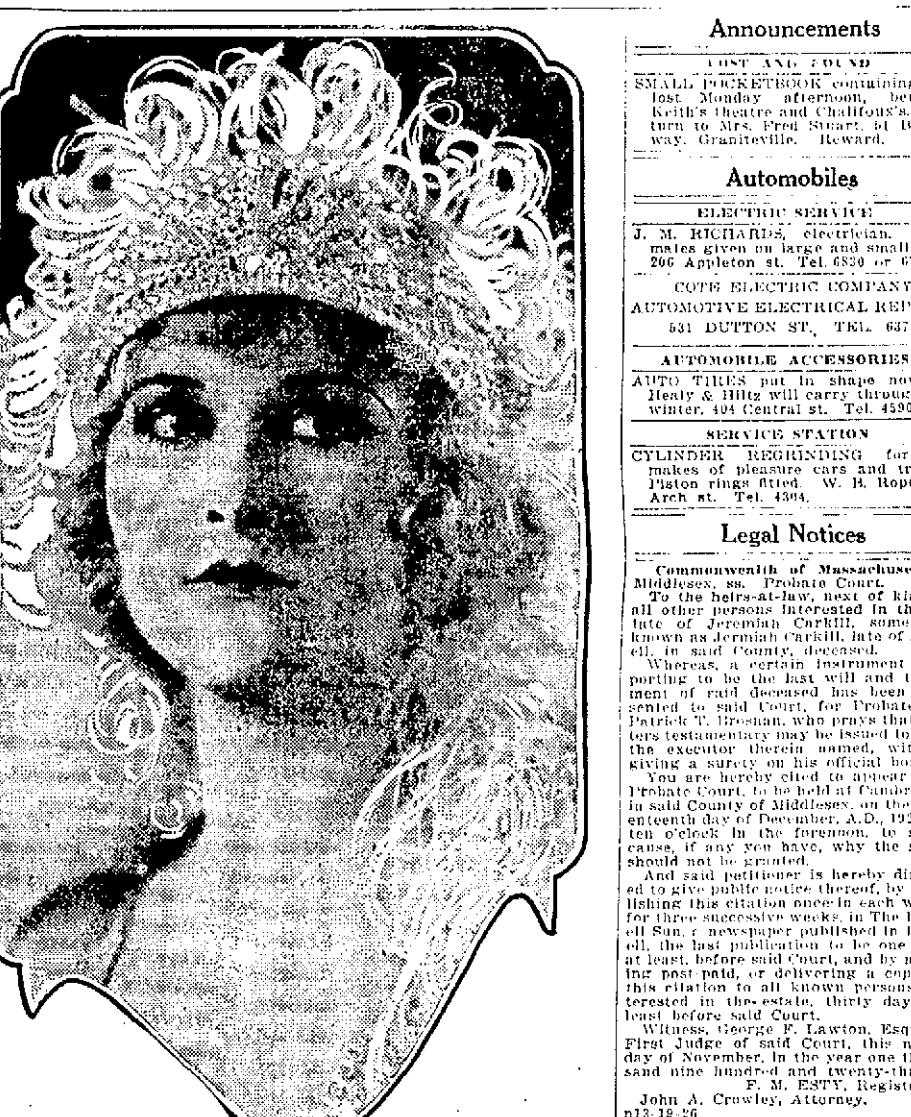 Announcements
LOST AND FOUND
SMALL POCKETBOOK containing
lost Monday afternoon, be
Keith's theatre and Chalifoux's.
turn to Mrs. Fred Stuart, 51 B
way, Graniteville. Reward.
Automobiles
ELECTRIC SERVICE
J. M. RICHARDS, electrician.
mates given on large and small
206 Appleton st. Tel. 6830 or
COTE ELECTRIC COMPANY
AUTOMOTIVE ELECTRICAL REP
531 DUTTON ST., TEL. 637
AUTOMOBILE ACCESSORIES
AUTO TIRES put in shape no
Healy & Hiltz will carry throug
winter. 404 Central st. Tel. 4590
SERVICE STATION
CYLINDER REGRINDING for
makes of pleasure cars and tr
Piston rings fitted. W. B. Rop
Arch st. Tel. 4304.
Legal Notices
Commonwealth of Massachuse
Middlesex, ss. Probate Court.
To the heirs-at-law, next of ki
all other persons interested in th
tate of Jeremiah Carkill, some
known as Jermiah Carkill, late of
ell, in said County, deceased.
Whereas, a certain instrument
porting to be the last will and t
ment of said deceased has been
sented to said Court, for Probate
Patrick T. Brosnan, who prays tha
ters testamentary may be issued to
the executor therein named, wit
giving a surety on his official bo
You are hereby cited to appear
Probate Court, to be held at Cambr
in said County of Middlesex, on the
enteenth day of December, A.D., 192
ten o'clock in the forenoon, to s
cause, if any you have, why the s
should not be granted.
And said petitioner is hereby di
ed to give public notice thereof, by
lishing this citation once in each w
for three successive weeks, in The L
ell Sun, a newspaper published in L
ell, the last publication to be one
at least, before said Court, and by m
ing post-paid, or delivering a cop
this citation to all known persons
terested in the estate, thirty day
least before said Court.
Witness, George F. Lawton, Esq
First Judge of said Court, this n
day of November, in the year one t
sand nine hundred and twenty-th
F. M. ESTY, Registe
John A. Crowley, Attorney.
n13-19-26